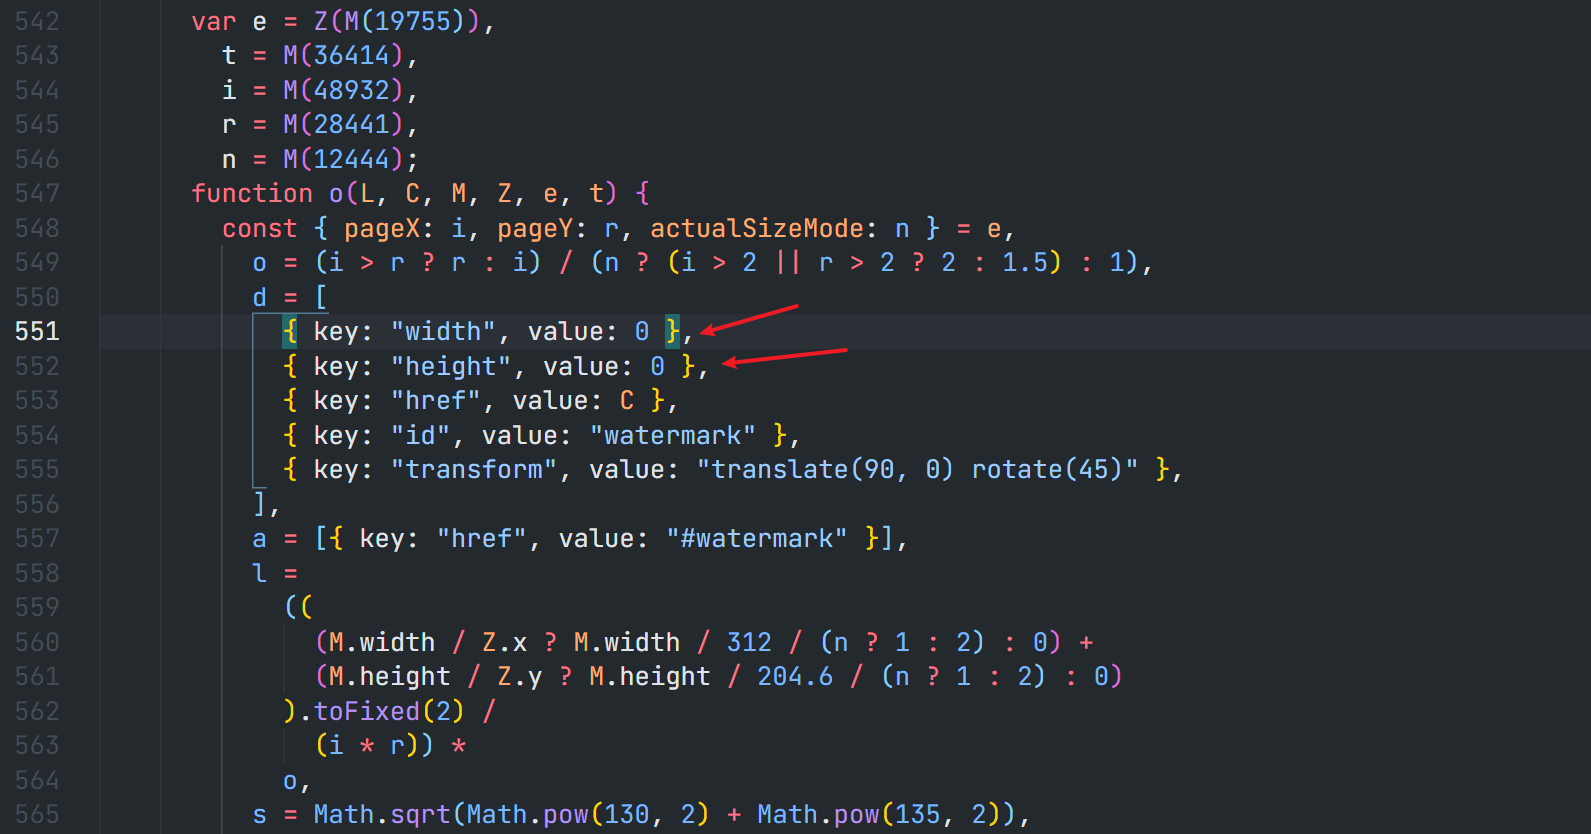 542 var e = Z(M(19755)),
543 t = M(36414),
544 i = M(48932),
545 r = M(28441),
546 n = M(12444);
547 function o(L, C, M, Z, e, t) {
548 const { pageX: i, pageY: r, actualSizeMode: n } = e,
549 o = (i > r ? r : i) / (n ? (i > 2 || r > 2 ? 2 : 1.5) : 1),
550 d = [
551 { key: "width", value: 0 },
552 { key: "height", value: 0 },
553 { key: "href", value: C },
554 { key: "id", value: "watermark" },
555 { key: "transform", value: "translate(90, 0) rotate(45)" },
556 ],
557 a = [{ key: "href", value: "#watermark" }],
558 l =
559 ((
560 (M.width / Z.x ? M.width / 312 / (n ? 1 : 2) : 0) +
561 (M.height / Z.y ? M.height / 204.6 / (n ? 1 : 2) : 0)
562 ).toFixed(2) /
563 (i * r)) *
564 o,
565 s = Math.sqrt(Math.pow(130, 2) + Math.pow(135, 2)),